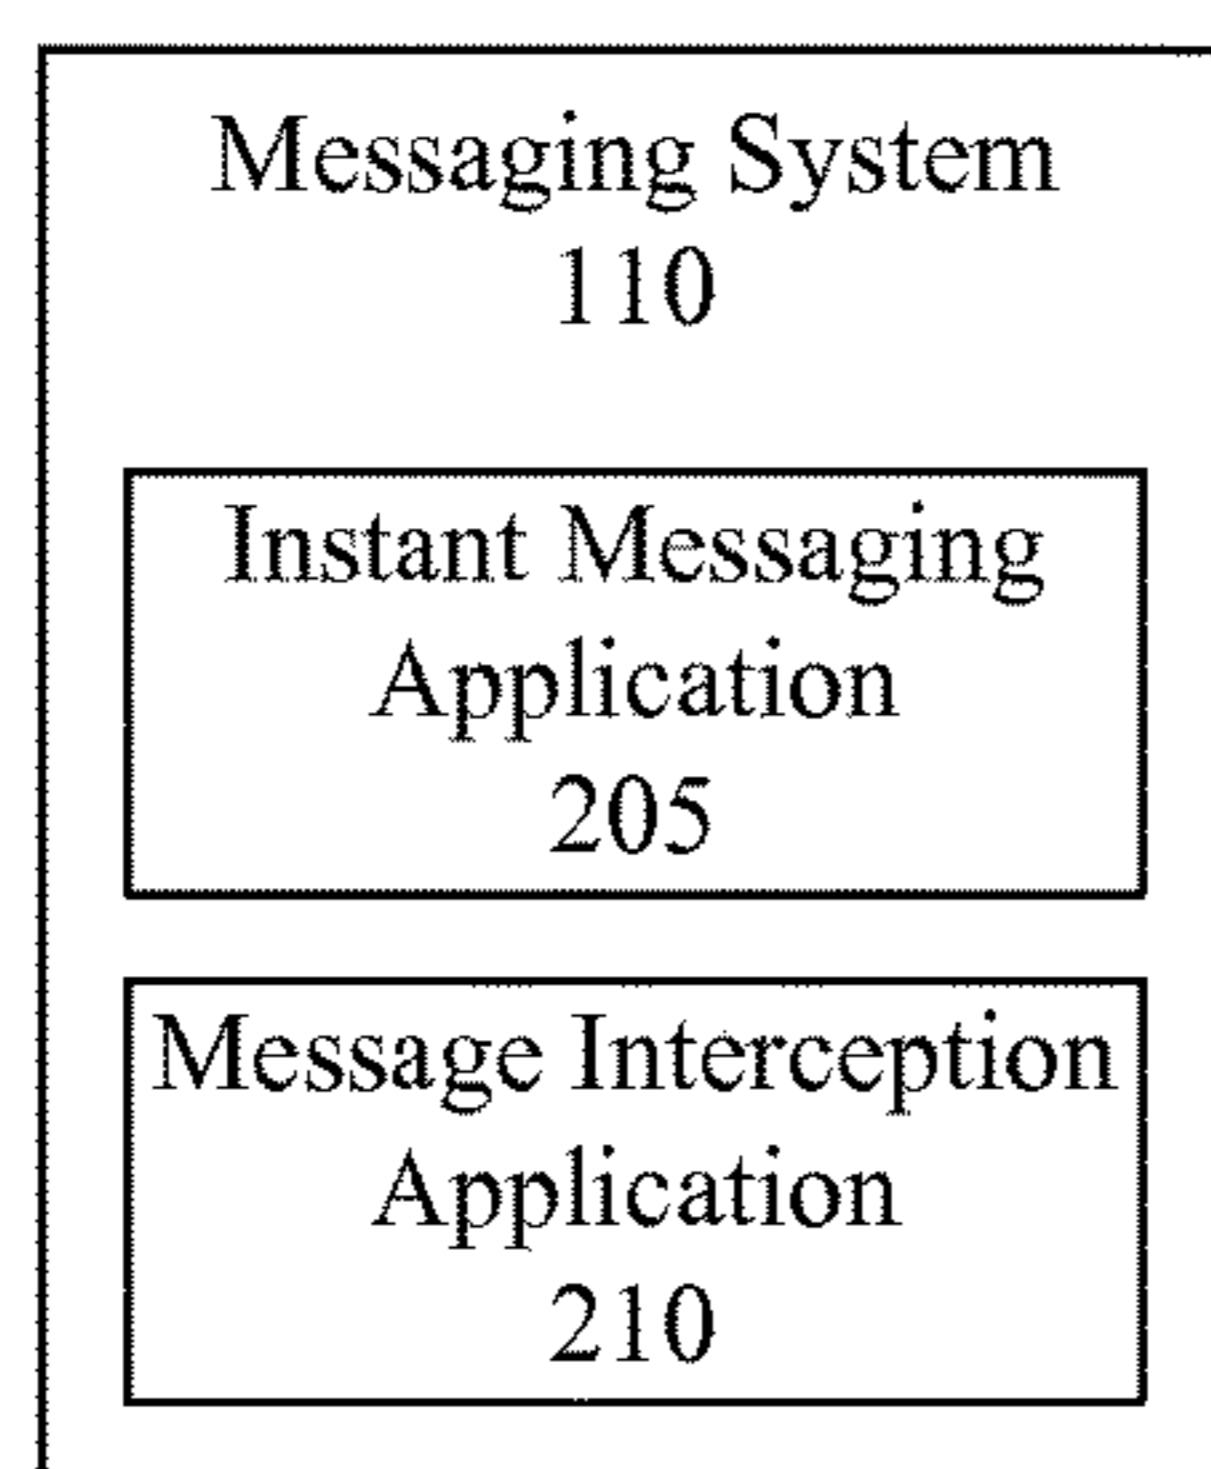 Messaging System
110
Instant Messaging
Application
205
Message Interception
Application
210